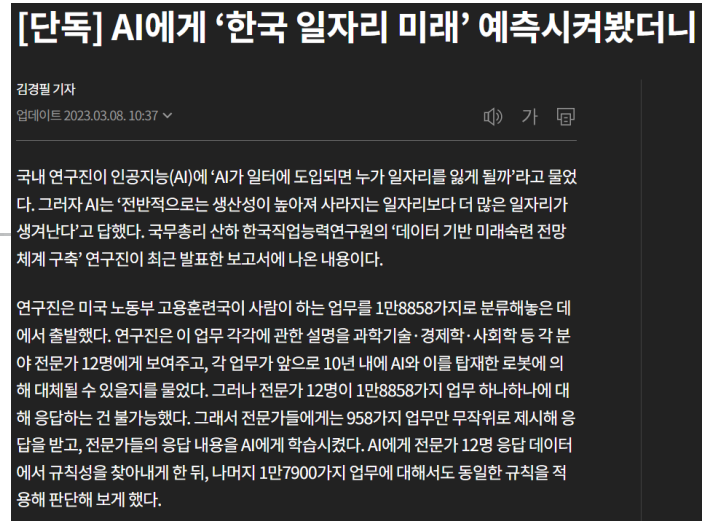 [단독] AI에게 ‘한국 일자리 미래’ 예측시켜봤더니
김경필 기자
업데이트 2023.03.08. 10:37
가
국내 연구진이 인공지능(AI)에 ‘AI가 일터에 도입되면 누가 일자리를 잃게 될까’라고 물었
다. 그러자 AI는 ‘전반적으로는 생산성이 높아져 사라지는 일자리보다 더 많은 일자리가
생겨난다’고 답했다. 국무총리 산하 한국직업능력연구원의 ‘데이터 기반 미래숙련 전망
체계 구축’ 연구진이 최근 발표한 보고서에 나온 내용이다.
연구진은 미국 노동부 고용훈련국이 사람이 하는 업무를 1만8858가지로 분류해놓은 데
에서 출발했다. 연구진은 이 업무 각각에 관한 설명을 과학기술·경제학·사회학 등 각 분
야 전문가 12명에게 보여주고, 각 업무가 앞으로 10년 내에 AI와 이를 탑재한 로봇에 의
해 대체될 수 있을지를 물었다. 그러나 전문가 12명이 1만8858가지 업무 하나하나에 대
해 응답하는 건 불가능했다. 그래서 전문가들에게는 958가지 업무만 무작위로 제시해 응
답을 받고, 전문가들의 응답 내용을 AI에게 학습시켰다. AI에게 전문가 12명 응답 데이터
에서 규칙성을 찾아내게 한 뒤, 나머지 1만7900가지 업무에 대해서도 동일한 규칙을 적
용해 판단해 보게 했다.